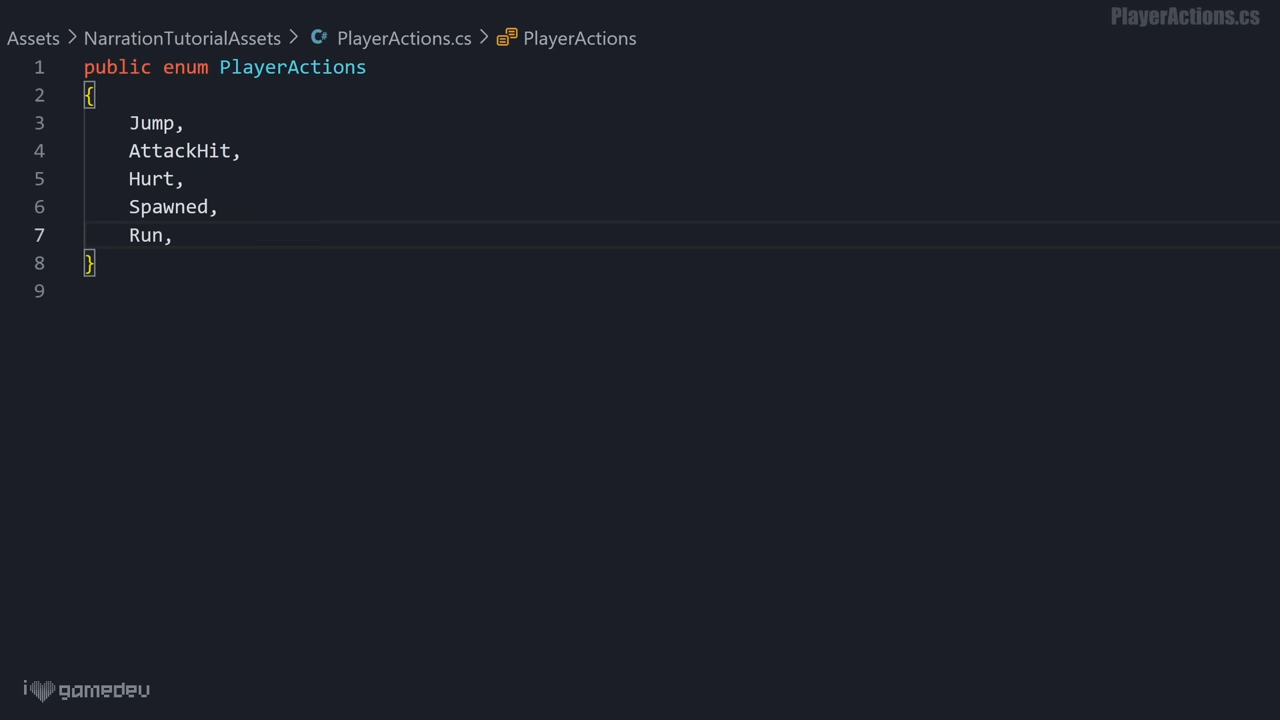 PlayerActions.cs
Assets > NarrationTutorialAssets > C# PlayerActions.cs > PlayerActions
1 public enum PlayerActions
2 {
3     Jump,
4     AttackHit,
5     Hurt,
6     Spawned,
7     Run,
8 }
9
i gamedev